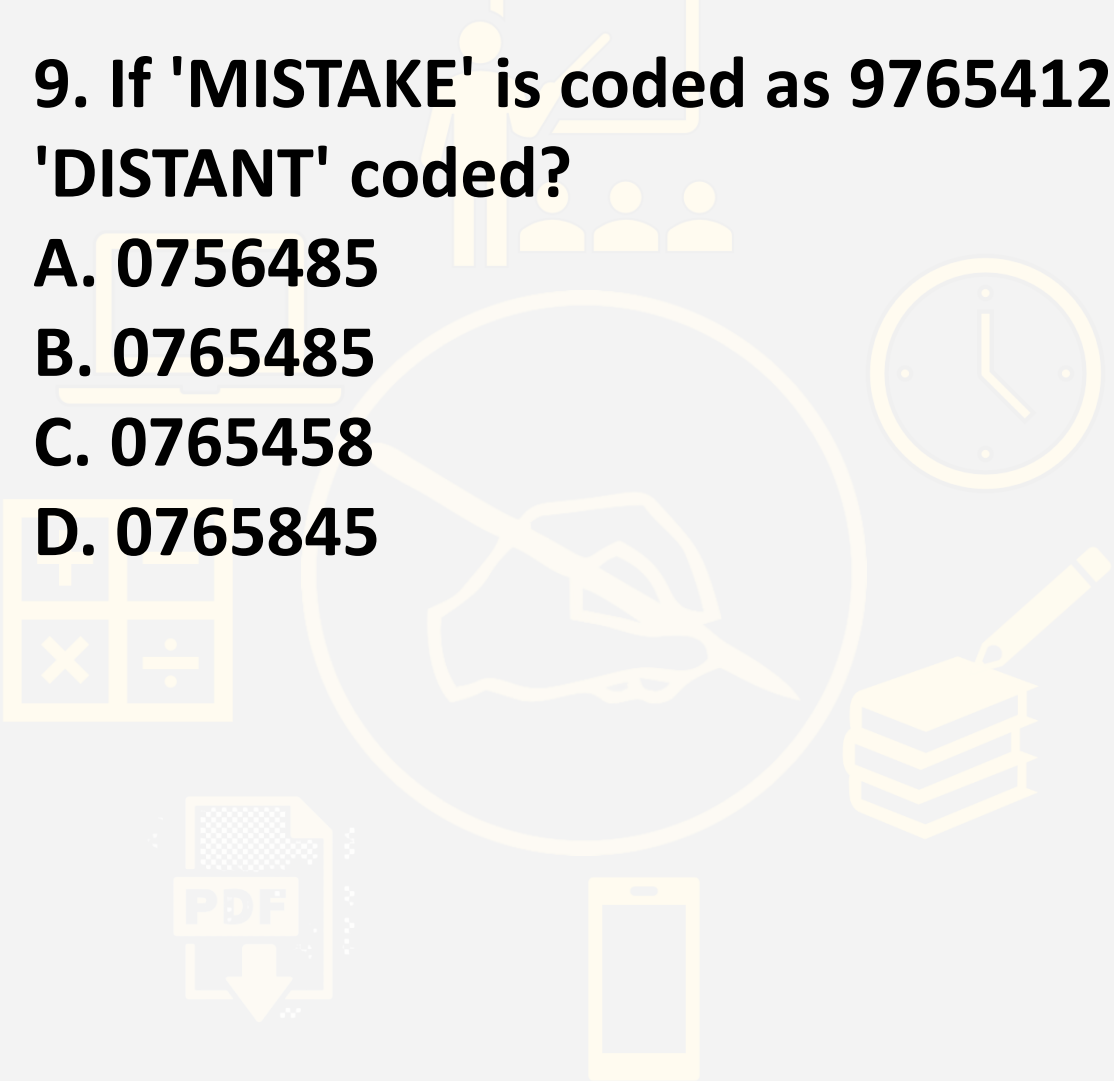 9. If 'MISTAKE' is coded as 9765412
'DISTANT' coded?
A. 0756485
B. 0765485
C. 0765458
D. 0765845
PDF